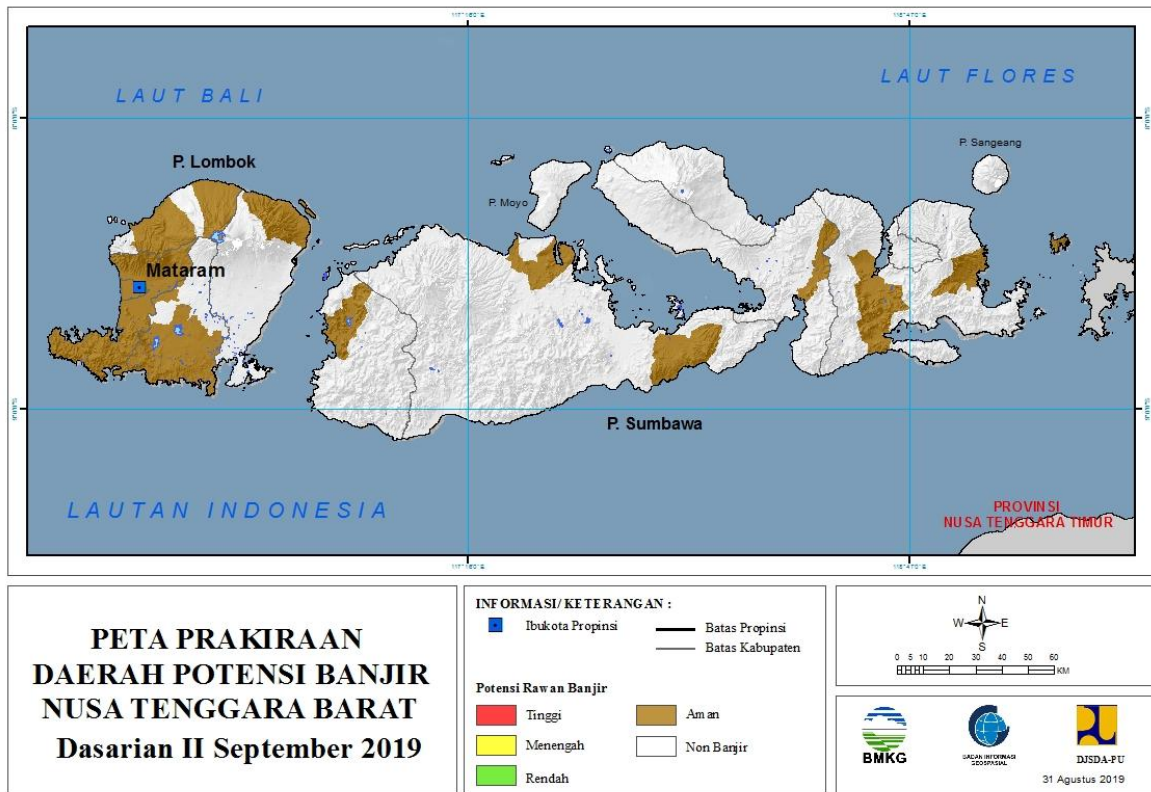 LAUT BALI
LAUT FLORES
P. Lombok
P. Sangeang
P. Moyo
Mataram
P. Sumbawa
LAUTAN INDONESIA
PROVINSI
NUSA TENGGARA TIMUR
PETA PRAKIRAAN
DAERAH POTENSI BANJIR
NUSA TENGGARA BARAT
Dasarian II September 2019
INFORMASI/ KETERANGAN :
Ibukota Propinsi
Batas Propinsi
Batas Kabupaten
Potensi Rawan Banjir
Tinggi
Aman
Menengah
Non Banjir
Rendah
N
W E
S
0 5 10 20 30 40 50 60
KM
BMKG
BADAN INFORMASI
GEOSPASIAL
DJSDA-PU
31 Agustus 2019